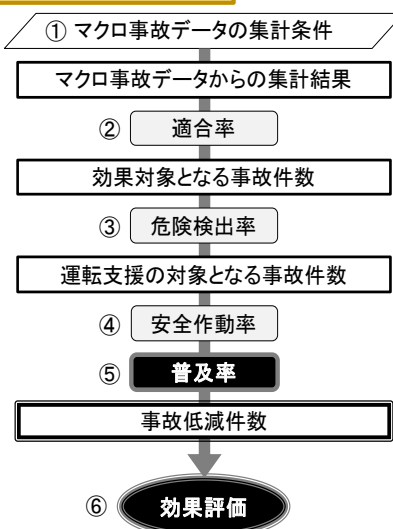 ① マクロ事故データの集計条件
マクロ事故データからの集計結果
② 適合率
効果対象となる事故件数
③ 危険検出率
運転支援の対象となる事故件数
④ 安全作動率
⑤ 普及率
事故低減件数
⑥ 効果評価